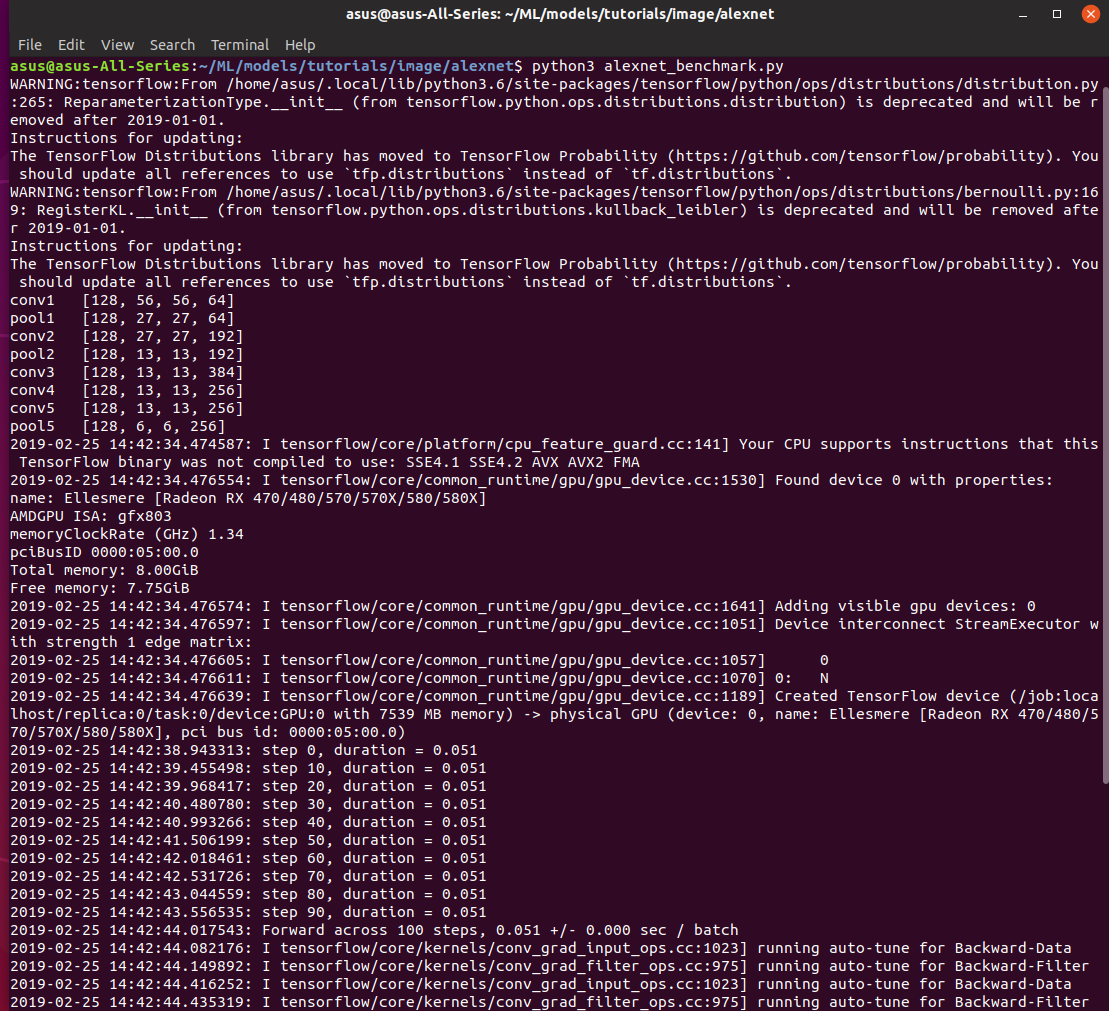 asus@asus-All-Series: ~/ML/models/tutorials/image/alexnet
File Edit View Search Terminal Help
asus@asus-All-Series:~/ML/models/tutorials/image/alexnet$ python3 alexnet_benchmark.py
WARNING:tensorflow:From /home/asus/.local/lib/python3.6/site-packages/tensorflow/python/ops/distributions/distribution.py
:265: ReparameterizationType.__init__ (from tensorflow.python.ops.distributions.distribution) is deprecated and will be r
emoved after 2019-01-01.
Instructions for updating:
The TensorFlow Distributions library has moved to TensorFlow Probability (https://github.com/tensorflow/probability). You
 should update all references to use `tfp.distributions` instead of `tf.distributions`.
WARNING:tensorflow:From /home/asus/.local/lib/python3.6/site-packages/tensorflow/python/ops/distributions/bernoulli.py:16
9: RegisterKL.__init__ (from tensorflow.python.ops.distributions.kullback_leibler) is deprecated and will be removed afte
r 2019-01-01.
Instructions for updating:
The TensorFlow Distributions library has moved to TensorFlow Probability (https://github.com/tensorflow/probability). You
 should update all references to use `tfp.distributions` instead of `tf.distributions`.
conv1   [128, 56, 56, 64]
pool1   [128, 27, 27, 64]
conv2   [128, 27, 27, 192]
pool2   [128, 13, 13, 192]
conv3   [128, 13, 13, 384]
conv4   [128, 13, 13, 256]
conv5   [128, 13, 13, 256]
pool5   [128, 6, 6, 256]
2019-02-25 14:42:34.474587: I tensorflow/core/platform/cpu_feature_guard.cc:141] Your CPU supports instructions that this
 TensorFlow binary was not compiled to use: SSE4.1 SSE4.2 AVX AVX2 FMA
2019-02-25 14:42:34.476554: I tensorflow/core/common_runtime/gpu/gpu_device.cc:1530] Found device 0 with properties:
name: Ellesmere [Radeon RX 470/480/570/570X/580/580X]
AMDGPU ISA: gfx803
memoryClockRate (GHz) 1.34
pciBusID 0000:05:00.0
Total memory: 8.00GiB
Free memory: 7.75GiB
2019-02-25 14:42:34.476574: I tensorflow/core/common_runtime/gpu/gpu_device.cc:1641] Adding visible gpu devices: 0
2019-02-25 14:42:34.476597: I tensorflow/core/common_runtime/gpu/gpu_device.cc:1051] Device interconnect StreamExecutor w
ith strength 1 edge matrix:
2019-02-25 14:42:34.476605: I tensorflow/core/common_runtime/gpu/gpu_device.cc:1057]      0
2019-02-25 14:42:34.476611: I tensorflow/core/common_runtime/gpu/gpu_device.cc:1070] 0:   N
2019-02-25 14:42:34.476639: I tensorflow/core/common_runtime/gpu/gpu_device.cc:1189] Created TensorFlow device (/job:loca
lhost/replica:0/task:0/device:GPU:0 with 7539 MB memory) -> physical GPU (device: 0, name: Ellesmere [Radeon RX 470/480/5
70/570X/580/580X], pci bus id: 0000:05:00.0)
2019-02-25 14:42:38.943313: step 0, duration = 0.051
2019-02-25 14:42:39.455498: step 10, duration = 0.051
2019-02-25 14:42:39.968417: step 20, duration = 0.051
2019-02-25 14:42:40.480780: step 30, duration = 0.051
2019-02-25 14:42:40.993266: step 40, duration = 0.051
2019-02-25 14:42:41.506199: step 50, duration = 0.051
2019-02-25 14:42:42.018461: step 60, duration = 0.051
2019-02-25 14:42:42.531726: step 70, duration = 0.051
2019-02-25 14:42:43.044559: step 80, duration = 0.051
2019-02-25 14:42:43.556535: step 90, duration = 0.051
2019-02-25 14:42:44.017543: Forward across 100 steps, 0.051 +/- 0.000 sec / batch
2019-02-25 14:42:44.082176: I tensorflow/core/kernels/conv_grad_input_ops.cc:1023] running auto-tune for Backward-Data
2019-02-25 14:42:44.149892: I tensorflow/core/kernels/conv_grad_filter_ops.cc:975] running auto-tune for Backward-Filter
2019-02-25 14:42:44.416252: I tensorflow/core/kernels/conv_grad_input_ops.cc:1023] running auto-tune for Backward-Data
2019-02-25 14:42:44.435319: I tensorflow/core/kernels/conv_grad_filter_ops.cc:975] running auto-tune for Backward-Filter